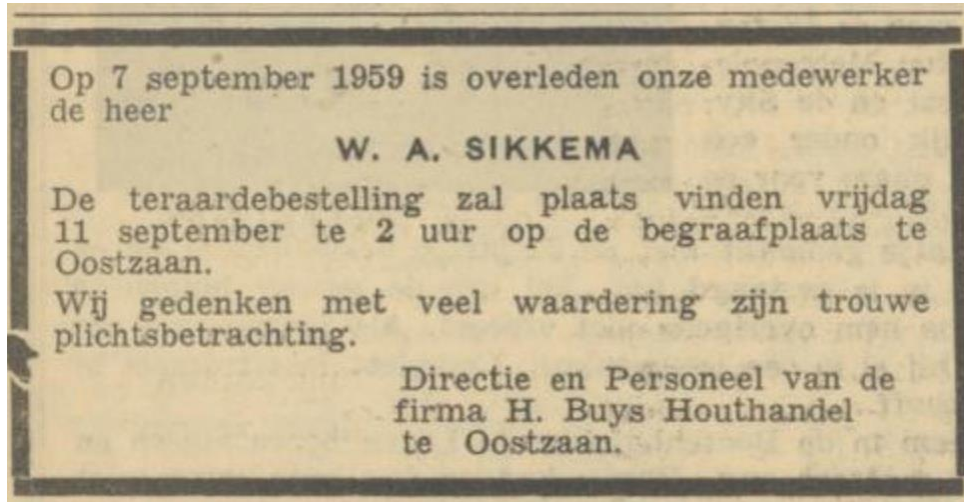 Op 7 september 1959 is overleden onze medewerker
de heer
W. A. SIKKEMA
De teraardebestelling zal plaats vinden vrijdag
11 september te 2 uur op de begraafplaats te
Oostzaan.
Wij gedenken met veel waardering zijn trouwe
plichtsbetrachting.
Directie en Personeel van de
firma H. Buys Houthandel
te Oostzaan.